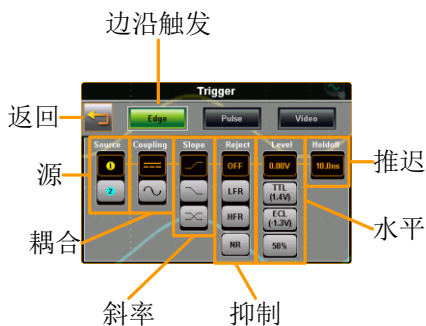 边沿触发
Trigger
返回
Edge
Pulse
Video
Source
Coupling
Slope
Reject
Level
Holdoff
源
1
OFF
0.00V
10.0ns
推迟
2
LFR
TTL
(1.4V)
HFR
ECL
(-1.3V)
水平
耦合
NR
50%
斜率
抑制